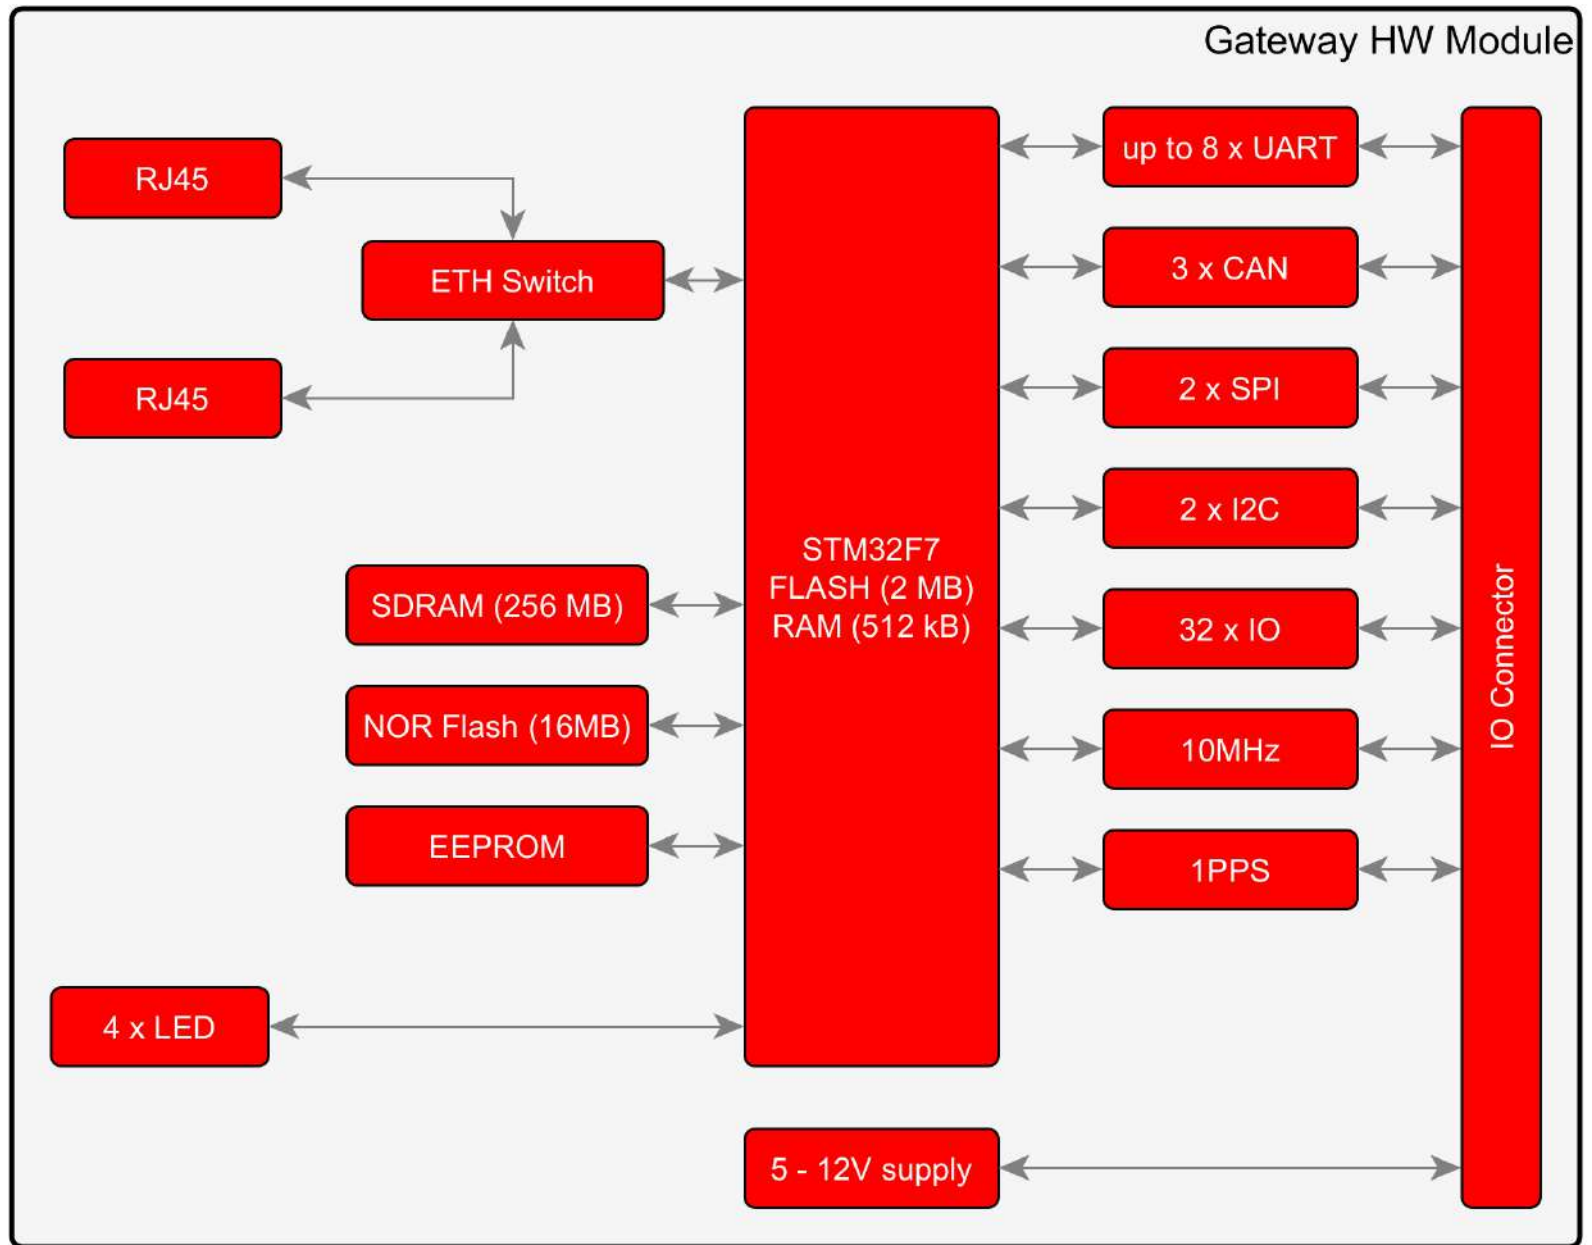 Gateway HW Module
RJ45
ETH Switch
RJ45
SDRAM (256 MB)
NOR Flash (16MB)
EEPROM
4 x LED
STM32F7
FLASH (2 MB)
RAM (512 kB)
5 - 12V supply
up to 8 x UART
3 x CAN
2 x SPI
2 x I2C
32 x IO
10MHz
1PPS
IO Connector